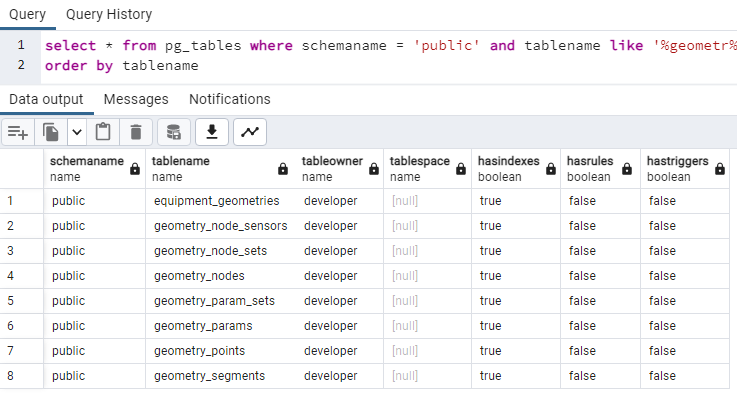 Query Query History
1 select * from pg_tables where schemaname = 'public' and tablename like '%geometr%
2 order by tablename
Data output Messages Notifications
schemaname tablename tableowner tablespace hasindexes hasrules hastriggers
name name name name boolean boolean boolean
1 public equipment_geometries developer [null] true false false
2 public geometry_node_sensors developer [null] true false false
3 public geometry_node_sets developer [null] true false false
4 public geometry_nodes developer [null] true false false
5 public geometry_param_sets developer [null] true false false
6 public geometry_params developer [null] true false false
7 public geometry_points developer [null] true false false
8 public geometry_segments developer [null] true false false